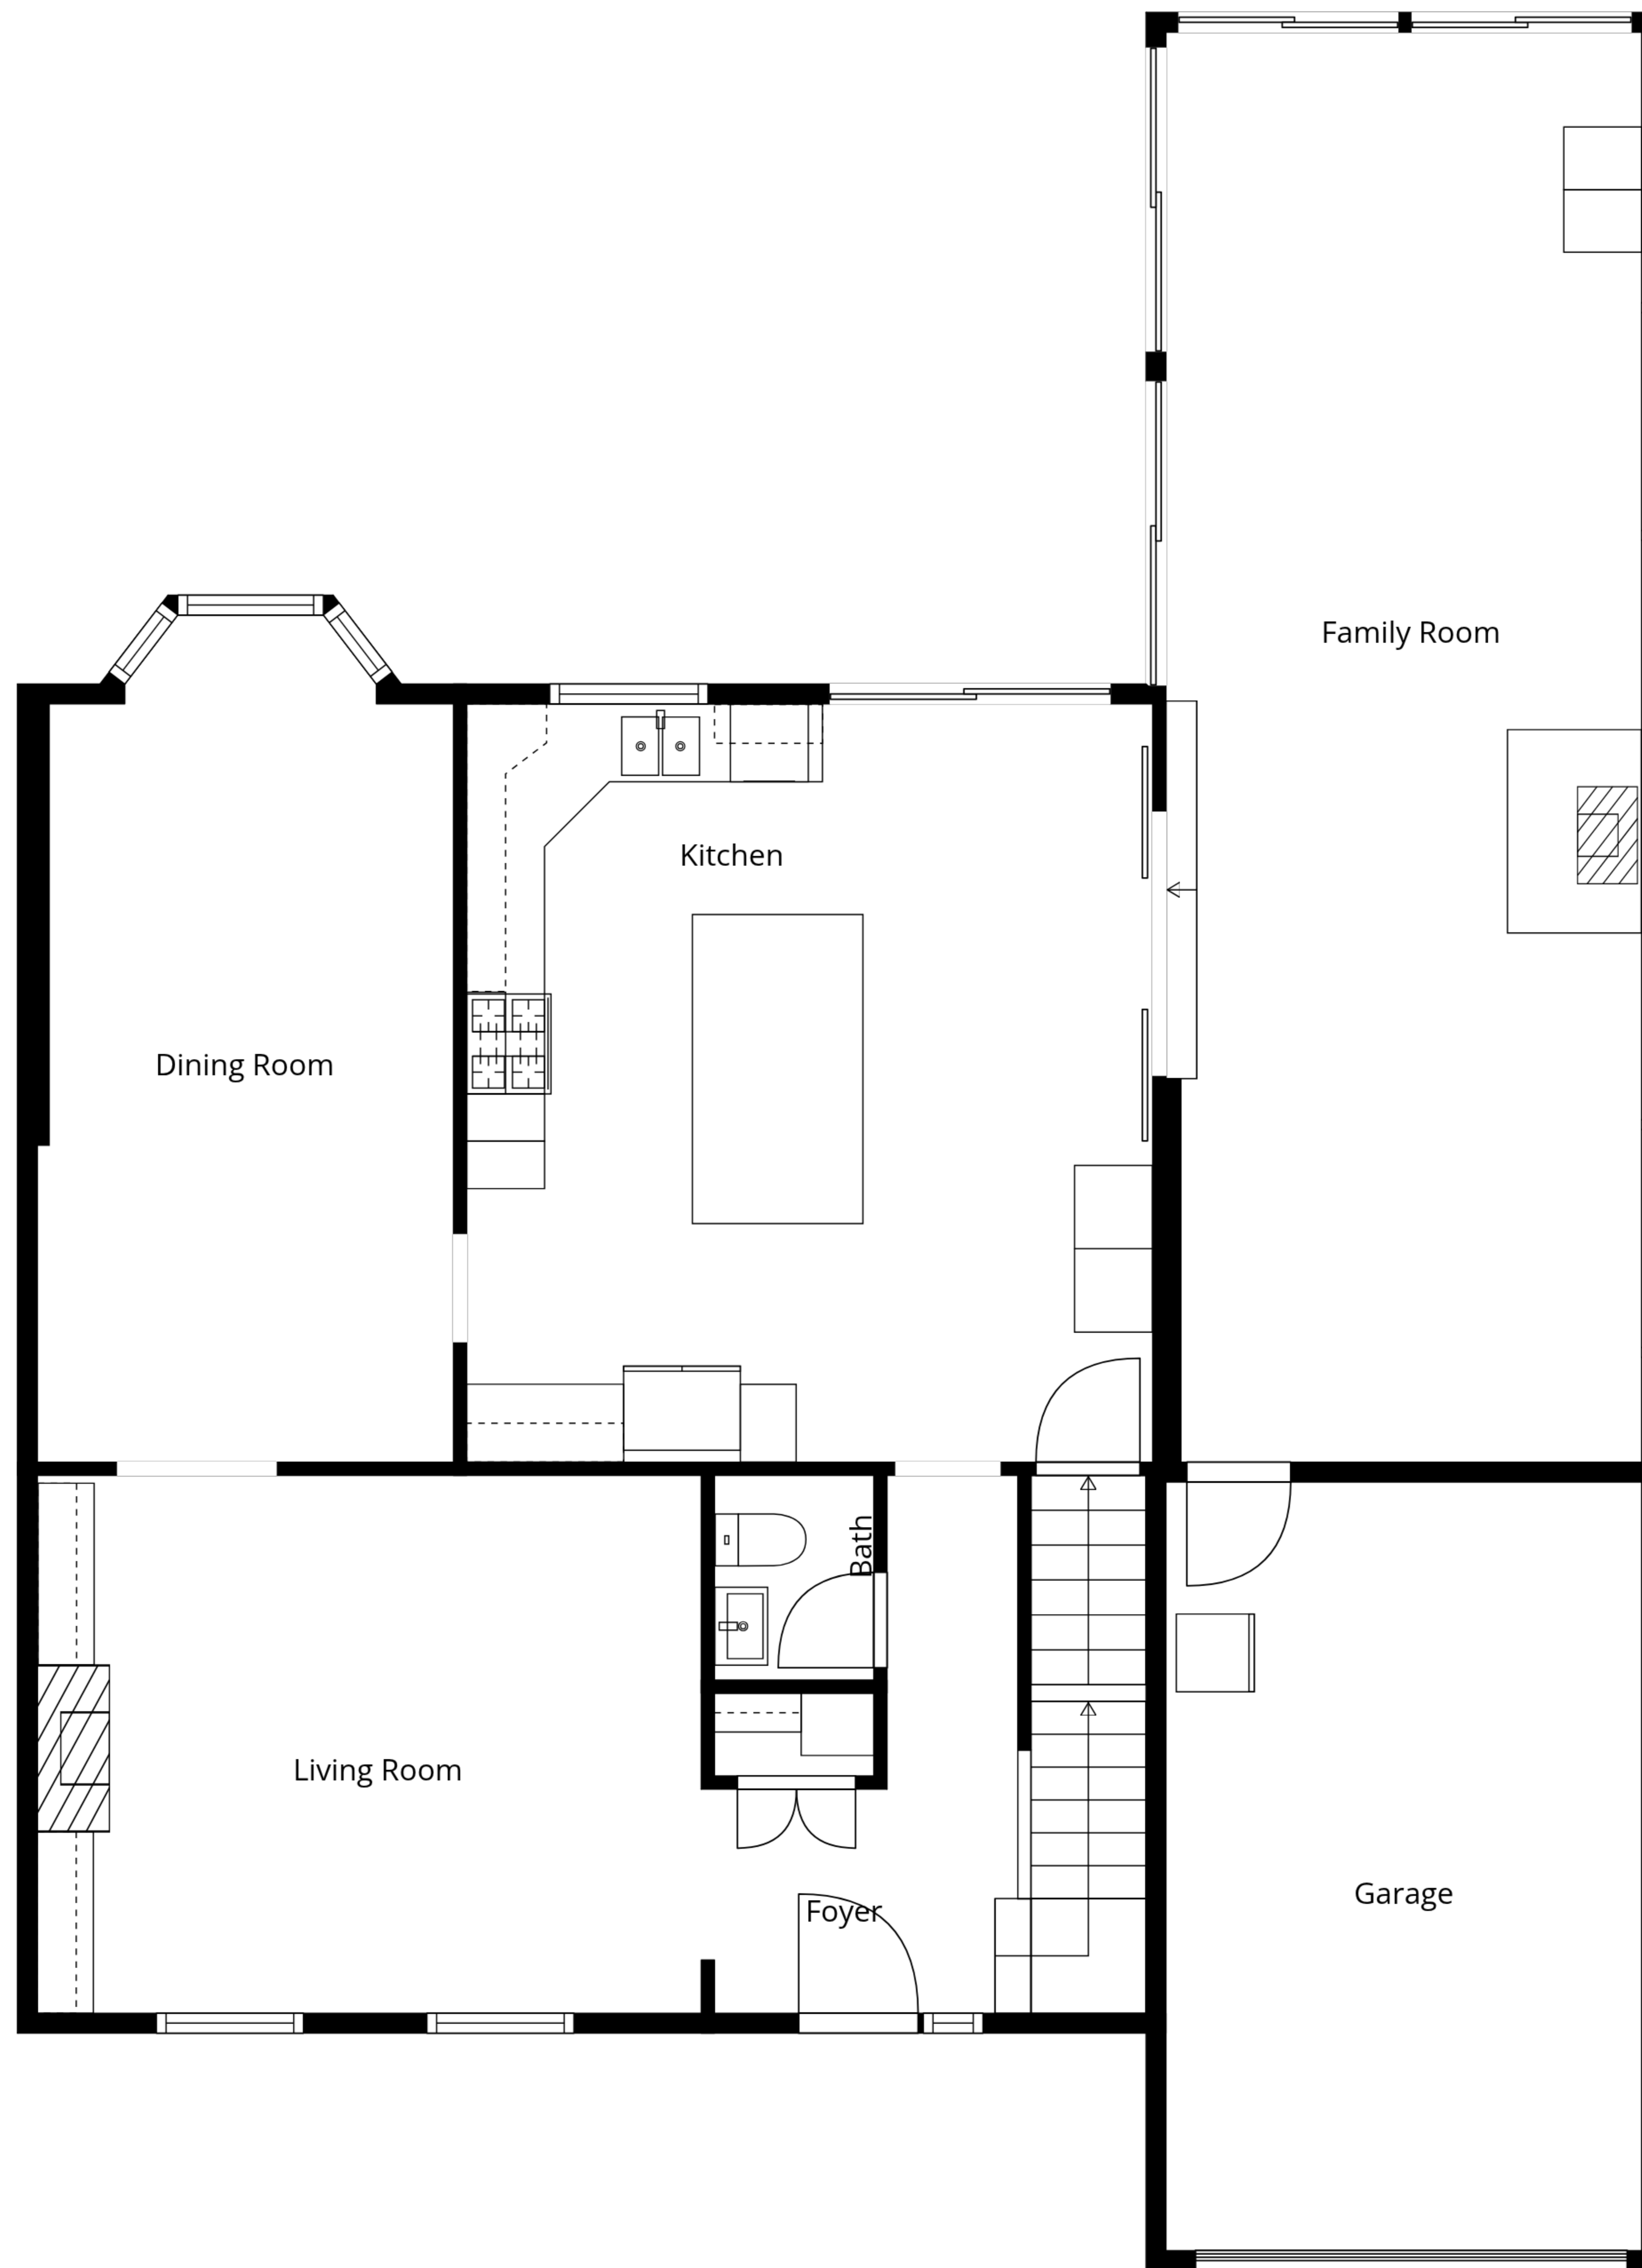 Family Room
Kitchen
Dining Room
Bath
Living Room
Garage
Foyer